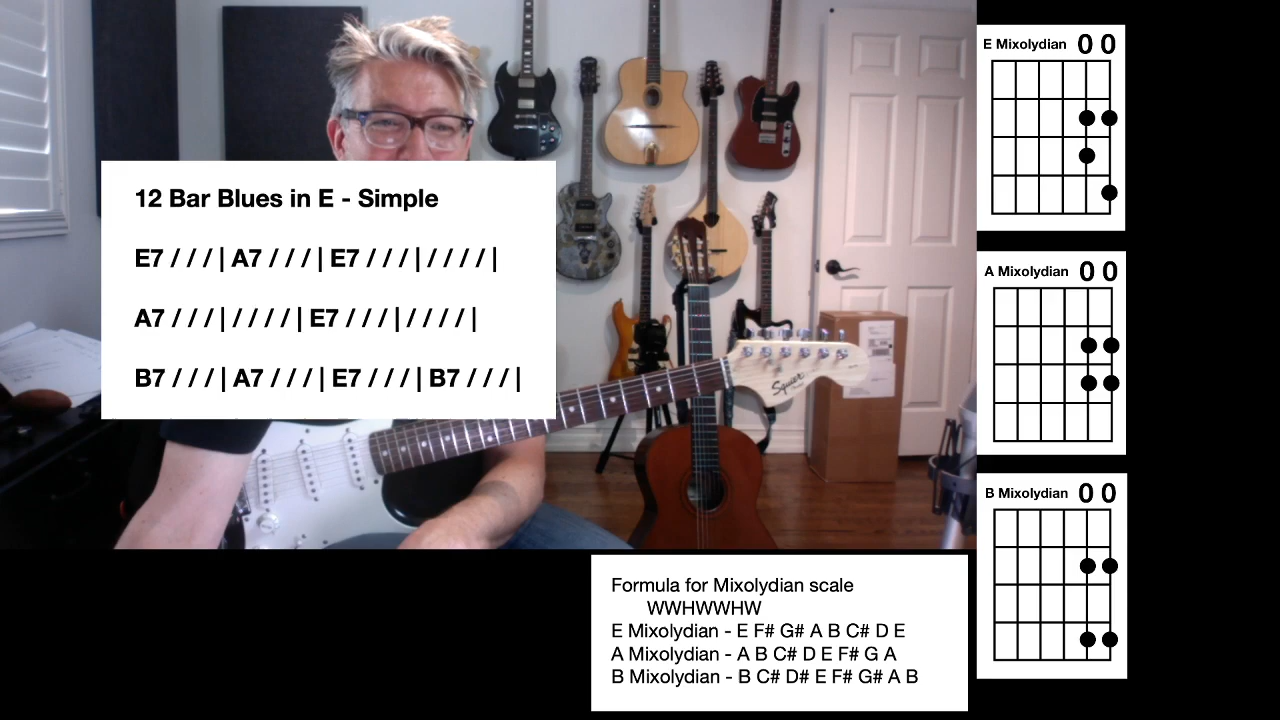 12 Bar Blues in E - Simple
E7 / / / | A7 / / / | E7 / / / | / / / / |
A7 / / / | / / / / | E7 / / / | / / / / |
B7 / / / | A7 / / / | E7 / / / | B7 / / / |
Squier
E Mixolydian 0 0
A Mixolydian 0 0
B Mixolydian 0 0
Formula for Mixolydian scale
WWHWWHW
E Mixolydian - E F# G# A B C# D E
A Mixolydian - A B C# D E F# G A
B Mixolydian - B C# D# E F# G# A B